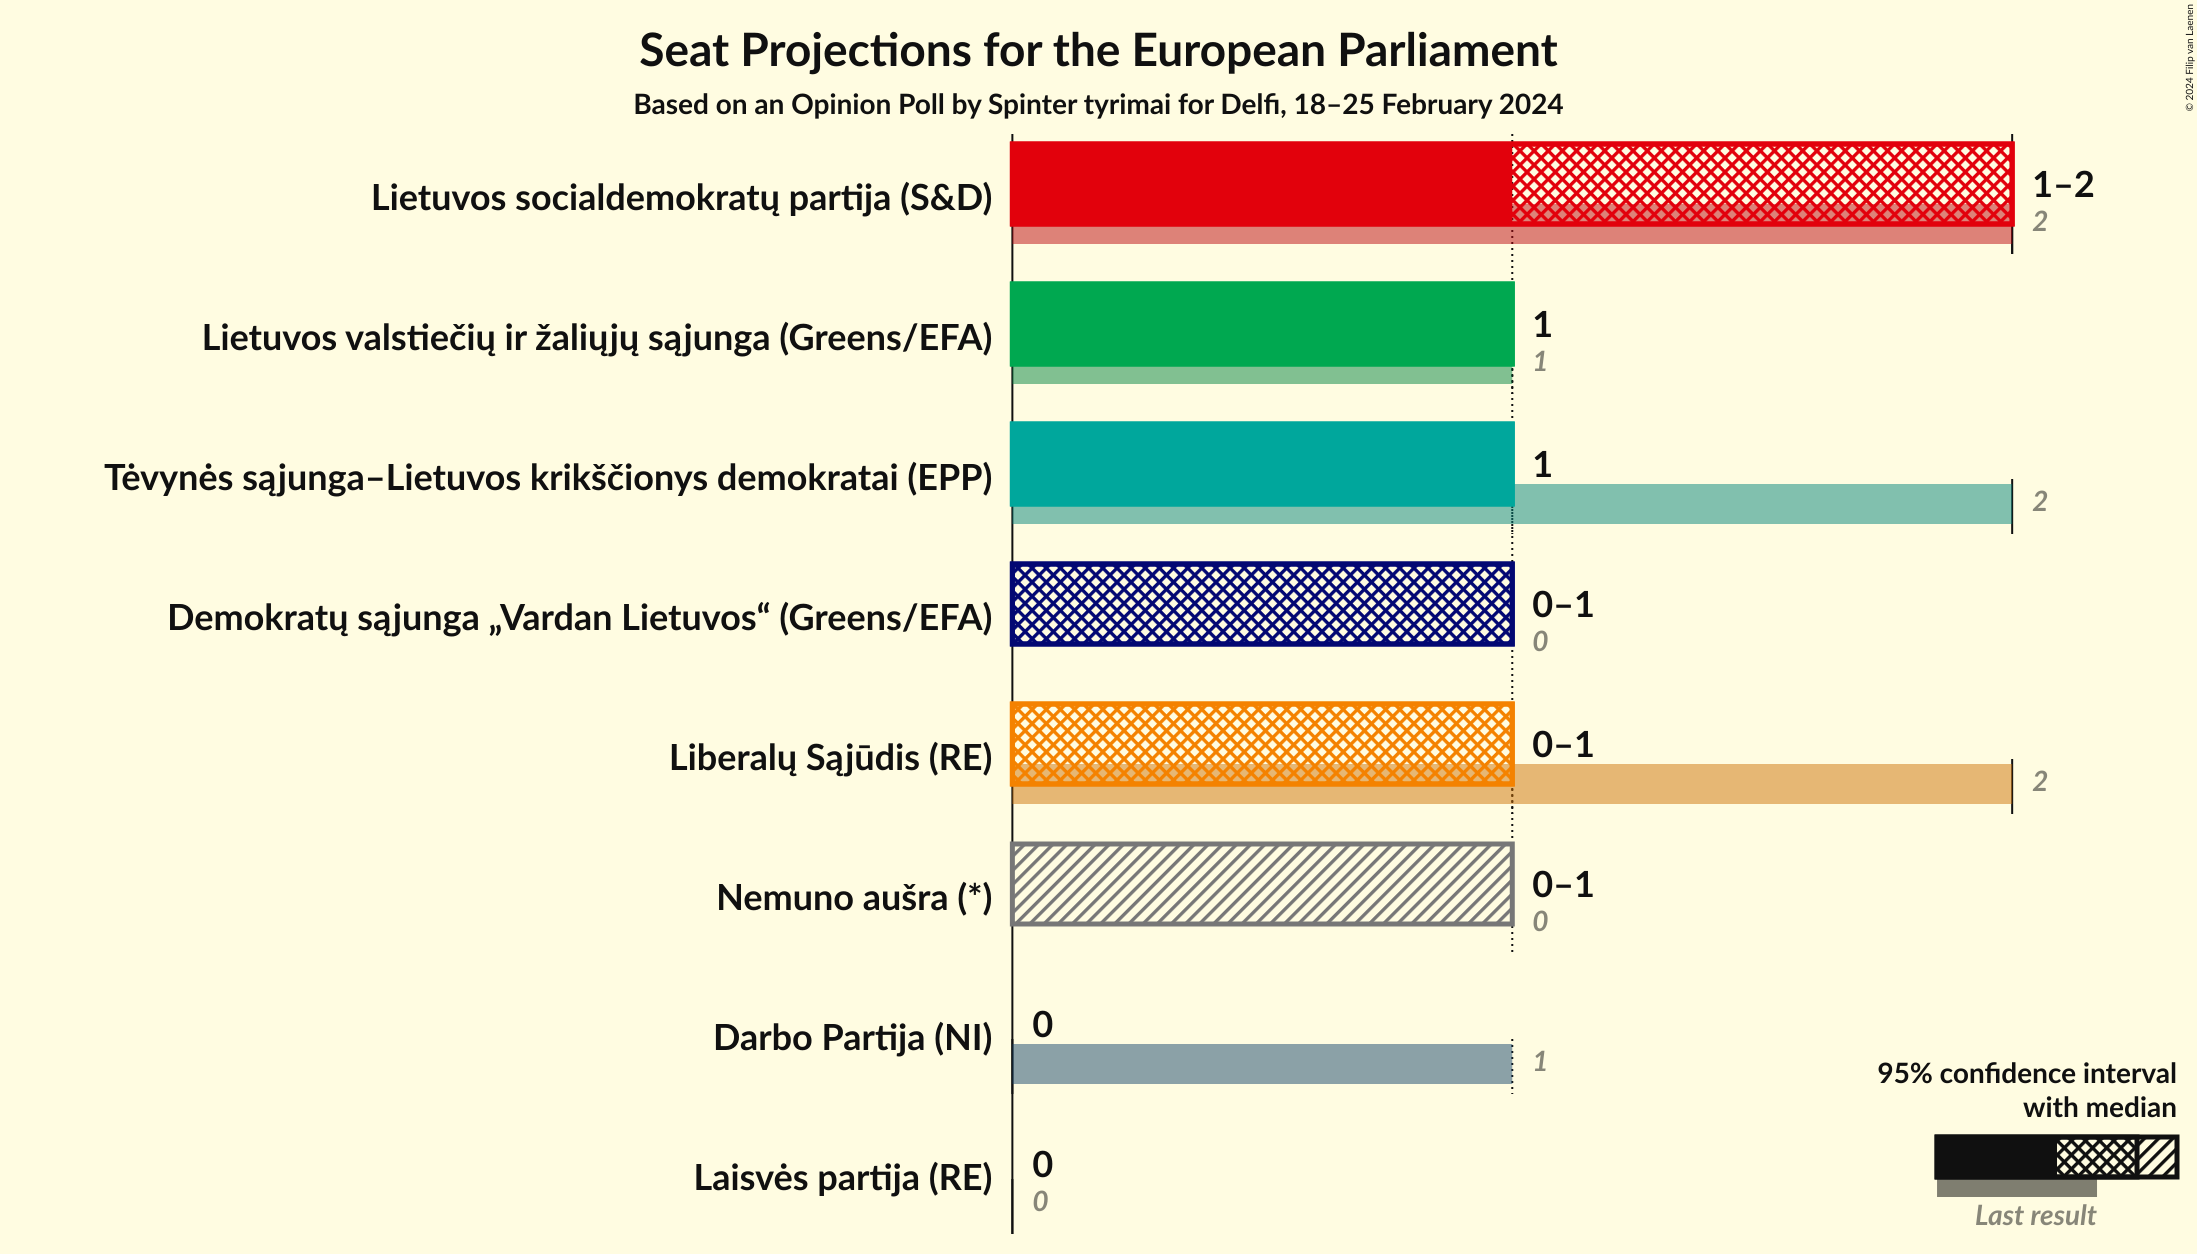 Seat Projections for the European Parliament
Based on an Opinion Poll by Spinter tyrimai for Delfi, 18–25 February 2024
© 2024 Filip van Laenen
Lietuvos socialdemokratų partija (S&D)
1–2
2
Lietuvos valstiečių ir žaliųjų sąjunga (Greens/EFA)
1
1
Tėvynės sąjunga–Lietuvos krikščionys demokratai (EPP)
1
2
Demokratų sąjunga „Vardan Lietuvos“ (Greens/EFA)
0–1
0
Liberalų Sąjūdis (RE)
0–1
2
Nemuno aušra (*)
0–1
0
Darbo Partija (NI)
0
1
Laisvės partija (RE)
0
0
95% confidence interval
with median
Last result